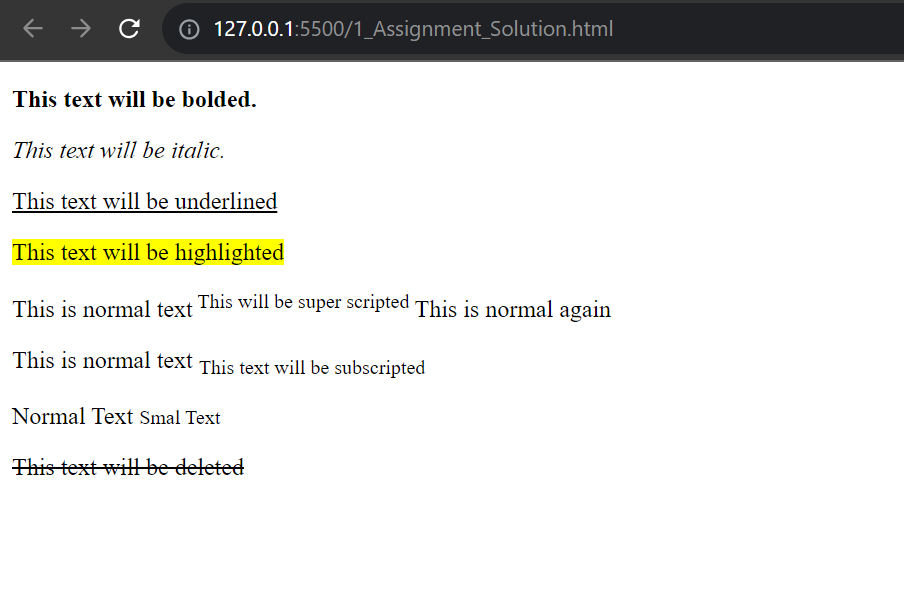 127.0.0.1:5500/1_Assignment_Solution.html
This text will be bolded.
This text will be italic.
This text will be underlined
This text will be highlighted
This is normal text This will be super scripted This is normal again
This is normal text This text will be subscripted
Normal Text Smal Text
This text will be deleted